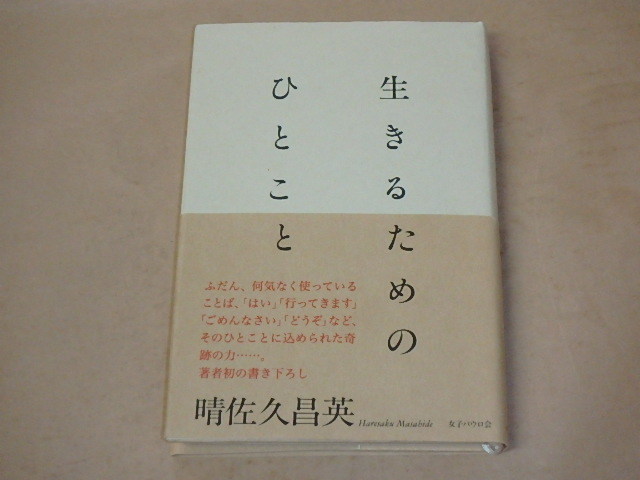 生きるための
ひとこと
ふだん、何気なく使っている
ことば、「はい」「行ってきます」
「ごめんなさい」「どうぞ」など、
そのひとことに込められた奇
跡の力……。
著者初の書き下ろし
晴佐久昌英
Haresaku Masahide
女子パウロ会